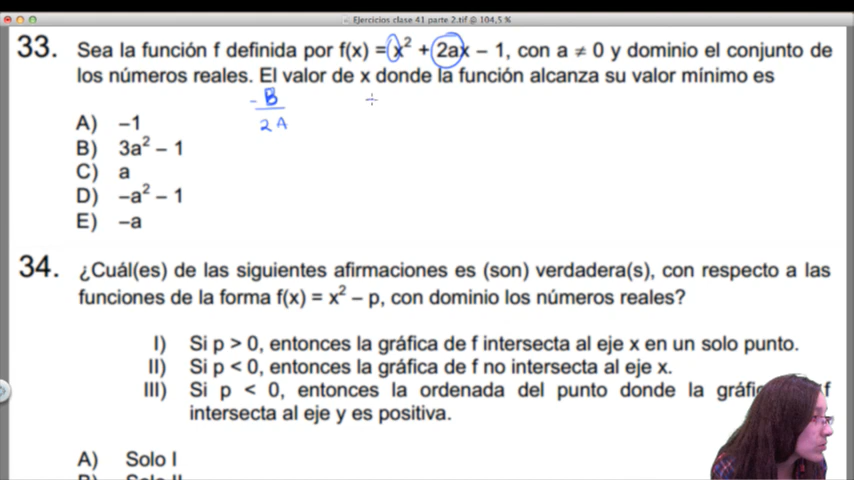 Ejercicios clase 41 parte 2.tif @ 104,5 %
33. Sea la función f definida por f(x) = x² + 2ax − 1, con a ≠ 0 y dominio el conjunto de
los números reales. El valor de x donde la función alcanza su valor mínimo es
-B
2A
A) −1
B) 3a² − 1
C) a
D) −a² − 1
E) −a
34. ¿Cuál(es) de las siguientes afirmaciones es (son) verdadera(s), con respecto a las
funciones de la forma f(x) = x² − p, con dominio los números reales?
I) Si p > 0, entonces la gráfica de f intersecta al eje x en un solo punto.
II) Si p < 0, entonces la gráfica de f no intersecta al eje x.
III) Si p < 0, entonces la ordenada del punto donde la f
intersecta al eje y es positiva.
A) Solo I